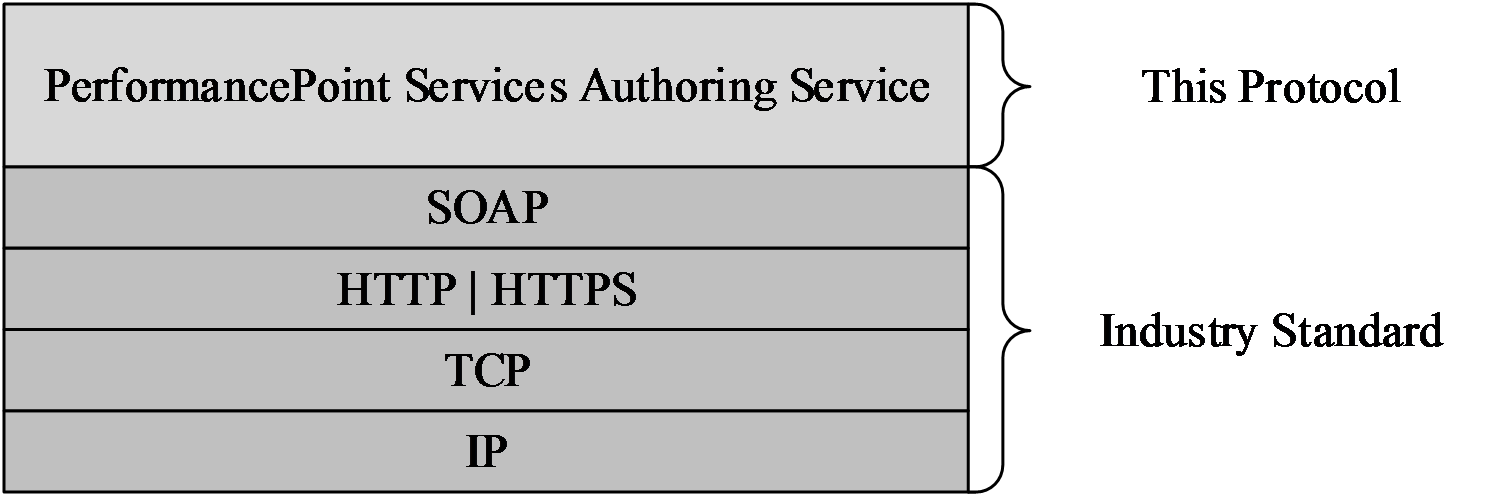 PerformancePoint Services Authoring Service
This Protocol
SOAP
HTTP | HTTPS
TCP
IP
Industry Standard